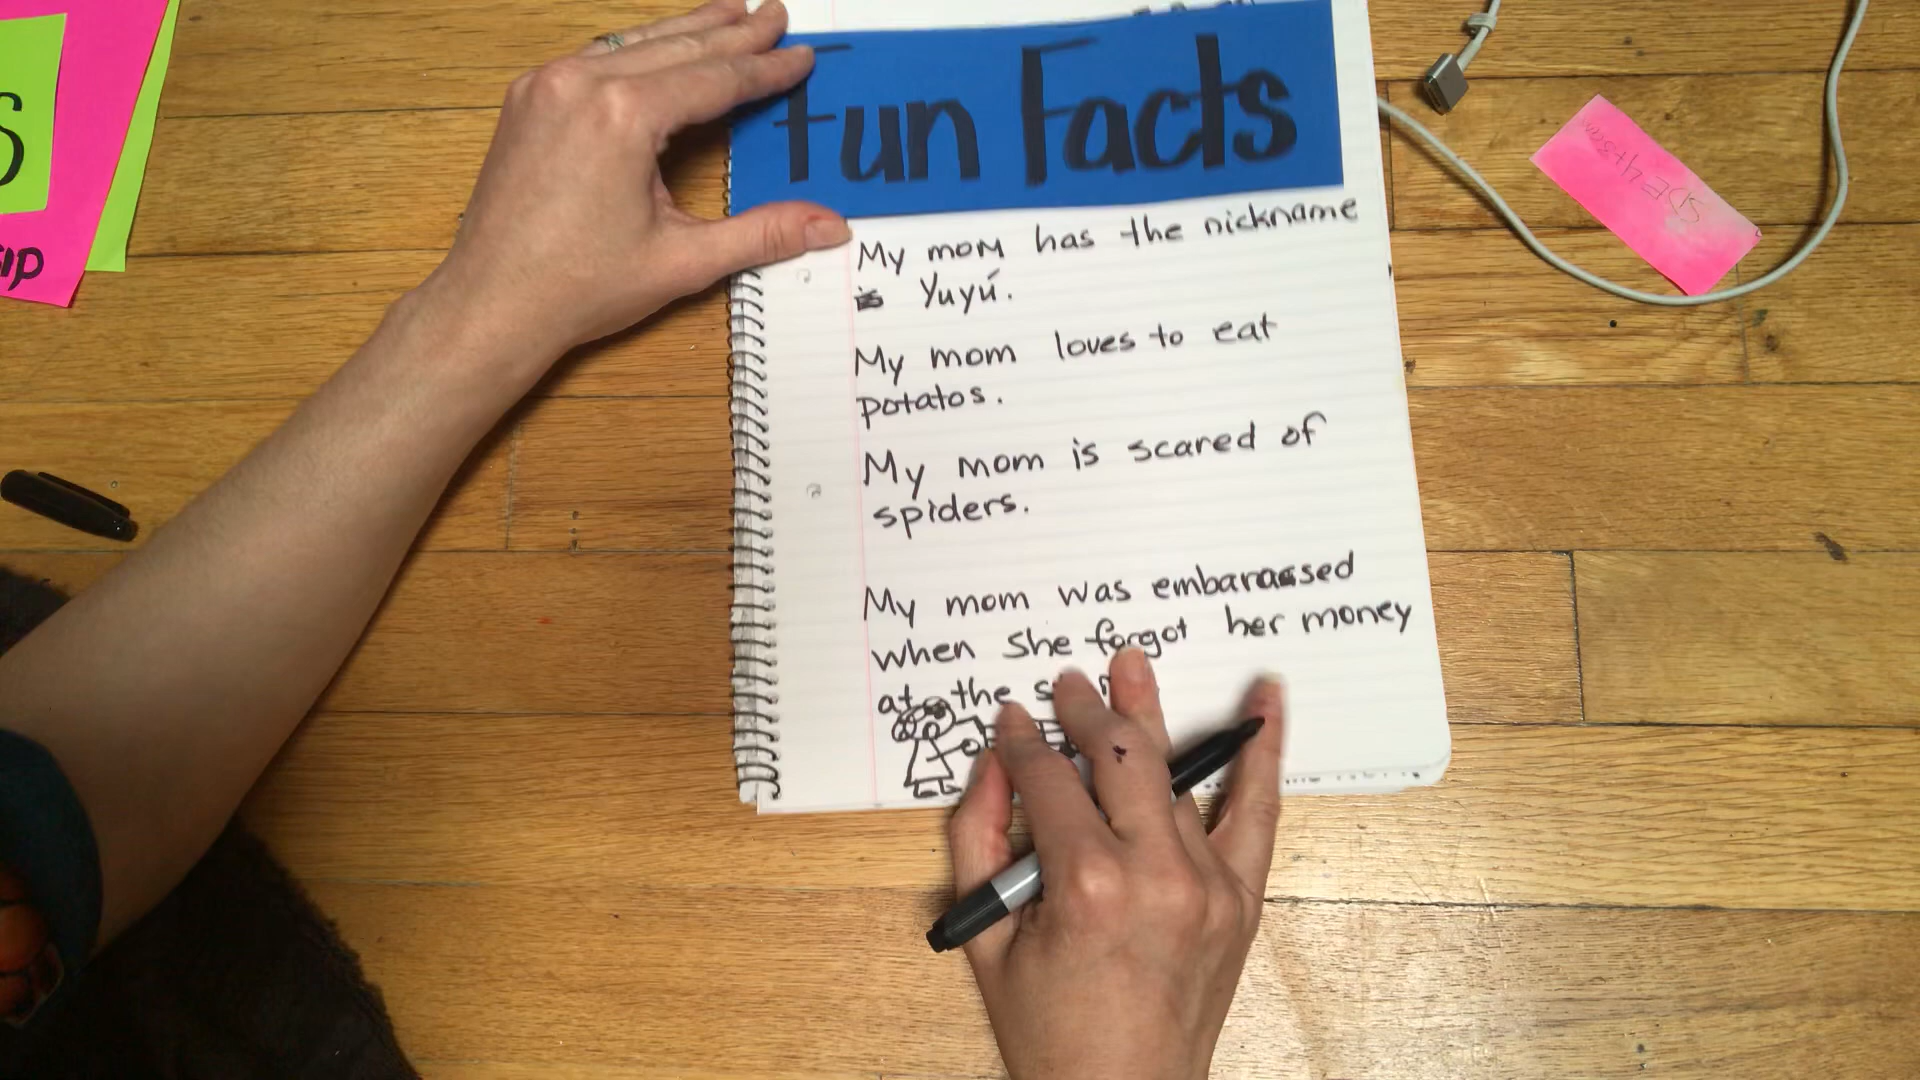 Fun Facts
My mom has the nickname
Yuyú.
My mom loves to eat
potatos.
My mom is scared of
spiders.
My mom was embarassed
when she forgot her money
at the
S
sip